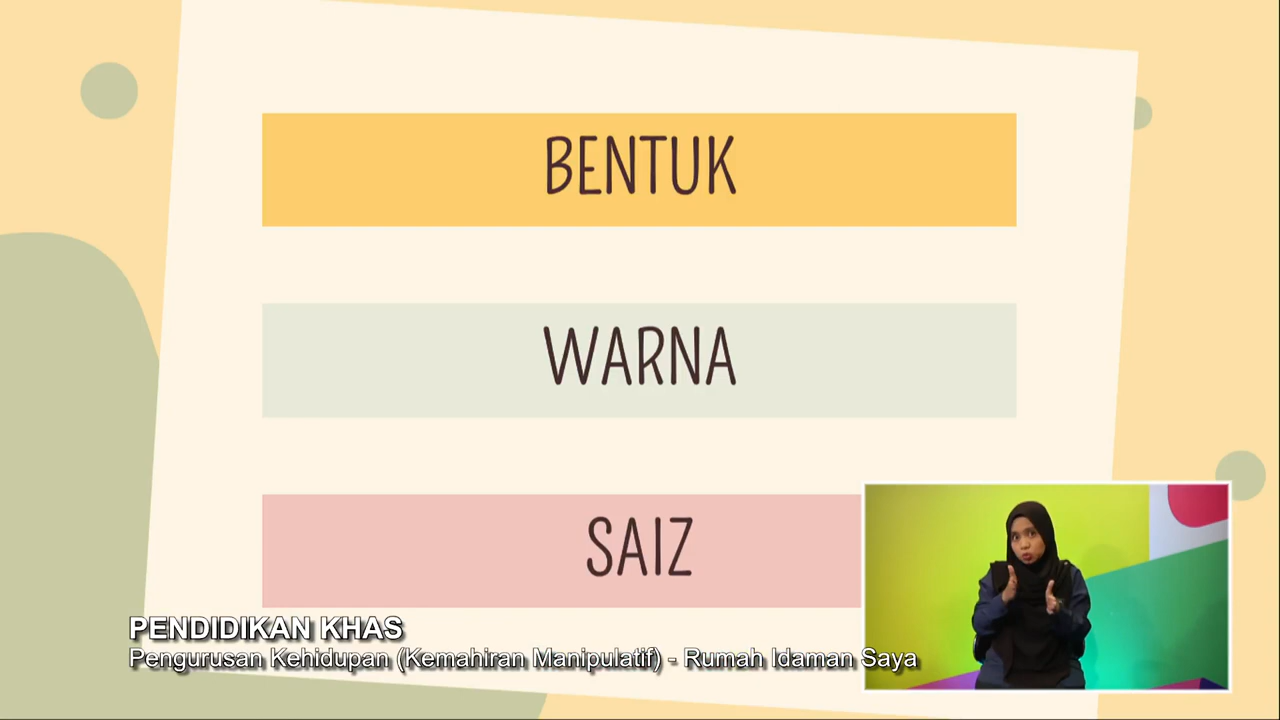 BENTUK
WARNA
SAIZ
PENDIDIKAN KHAS
Pengurusan Kehidupan (Kemahiran Manipulatif) - Rumah Idaman Saya